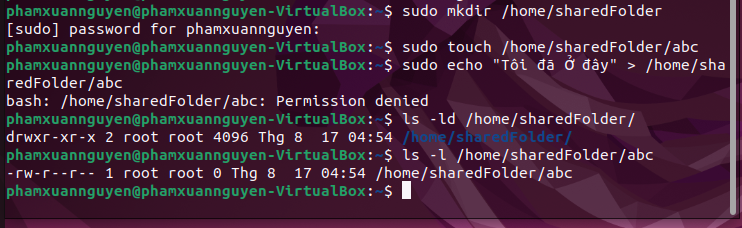 phamxuannguyen@phamxuannguyen-VirtualBox:~$ sudo mkdir /home/sharedFolder
[sudo] password for phamxuannguyen:
phamxuannguyen@phamxuannguyen-VirtualBox:~$ sudo touch /home/sharedFolder/abc
phamxuannguyen@phamxuannguyen-VirtualBox:~$ sudo echo "Tôi đã Ở đây" > /home/sha
redFolder/abc
bash: /home/sharedFolder/abc: Permission denied
phamxuannguyen@phamxuannguyen-VirtualBox:~$ ls -ld /home/sharedFolder/
drwxr-xr-x 2 root root 4096 Thg 8  17 04:54 /home/sharedFolder/
phamxuannguyen@phamxuannguyen-VirtualBox:~$ ls -l /home/sharedFolder/abc
-rw-r--r-- 1 root root 0 Thg 8  17 04:54 /home/sharedFolder/abc
phamxuannguyen@phamxuannguyen-VirtualBox:~$